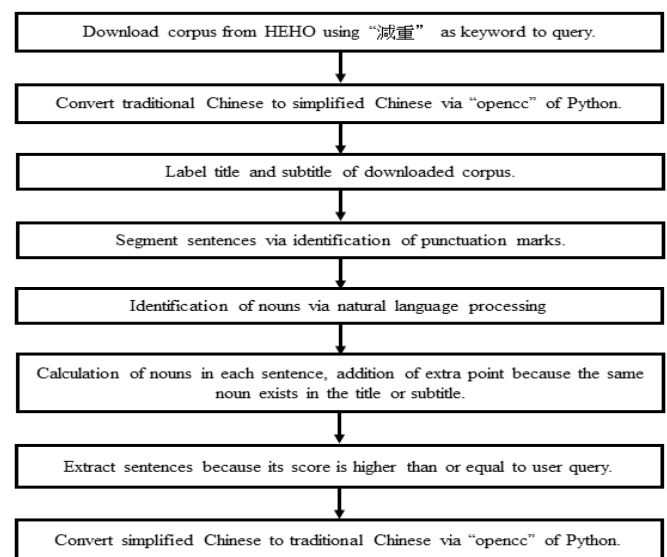 Download corpus from HEHO using “減重” as keyword to query.
Convert traditional Chinese to simplified Chinese via “opencc” of Python.
Label title and subtitle of downloaded corpus.
Segment sentences via identification of punctuation marks.
Identification of nouns via natural language processing
Calculation of nouns in each sentence, addition of extra point because the same
noun exists in the title or subtitle.
Extract sentences because its score is higher than or equal to user query.
Convert simplified Chinese to traditional Chinese via “opencc” of Python.